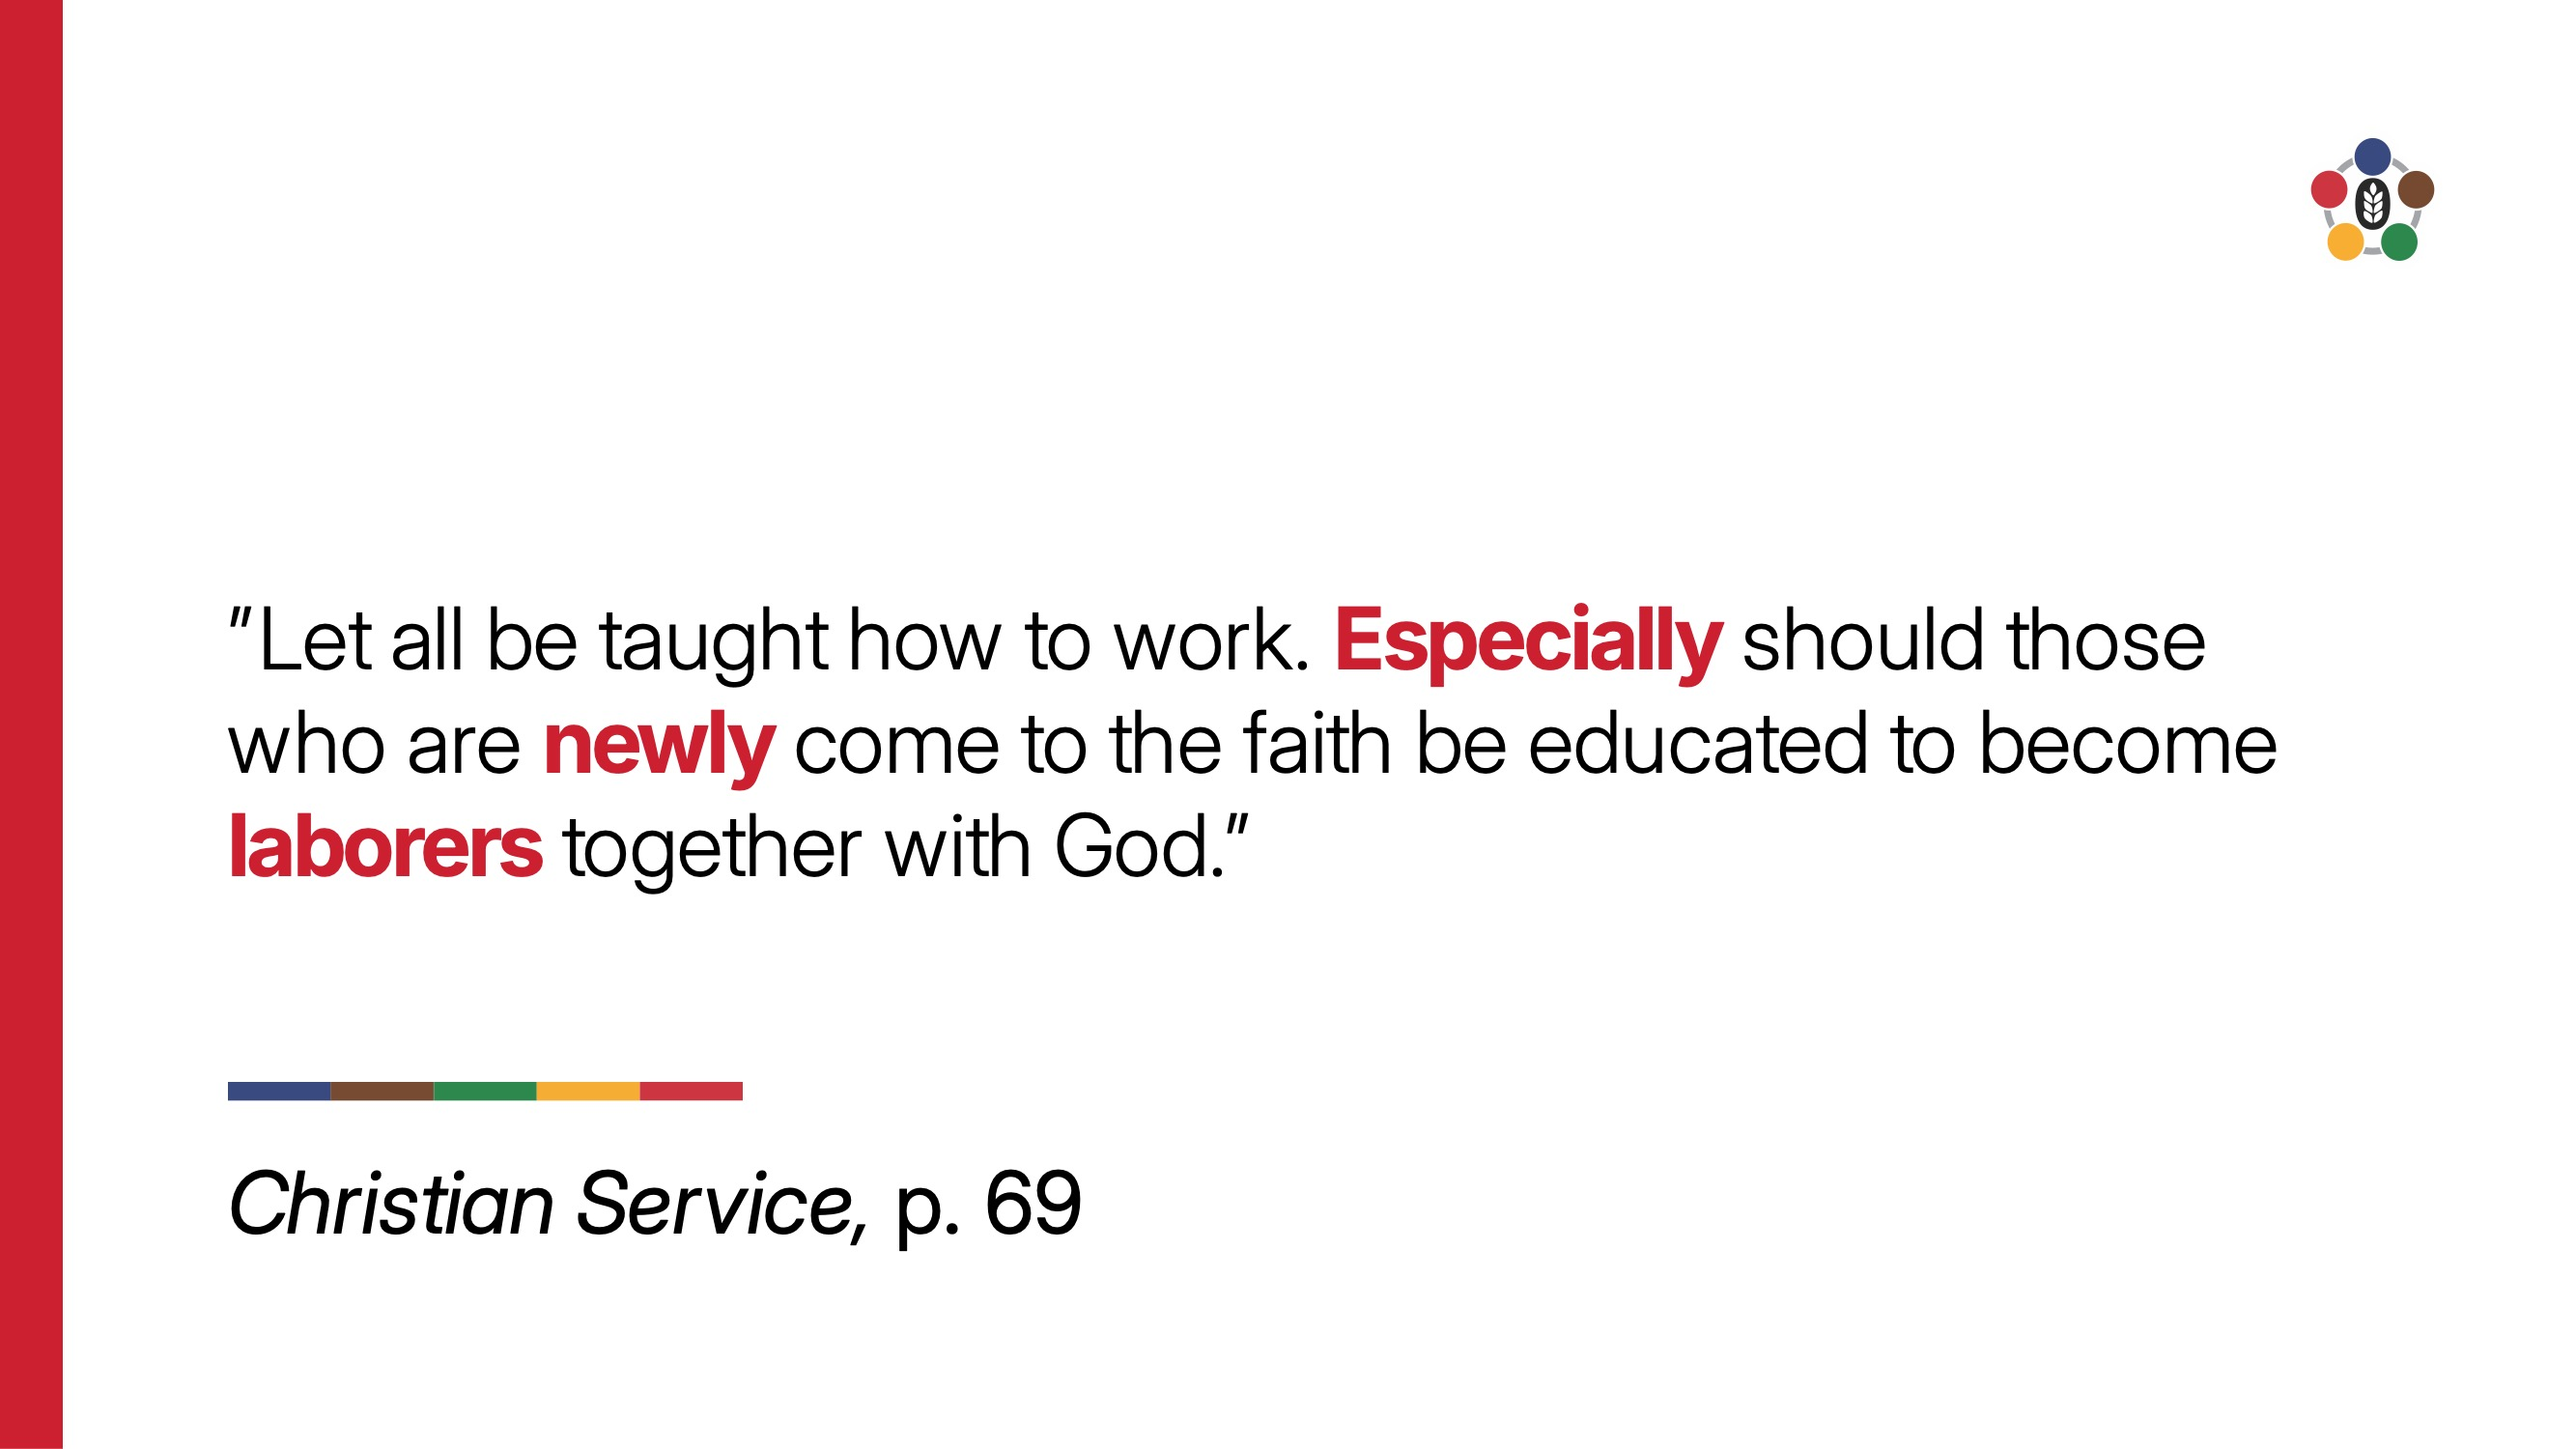 "Let all be taught how to work. Especially should those
who are newly come to the faith be educated to become
laborers together with God."
Christian Service, p. 69